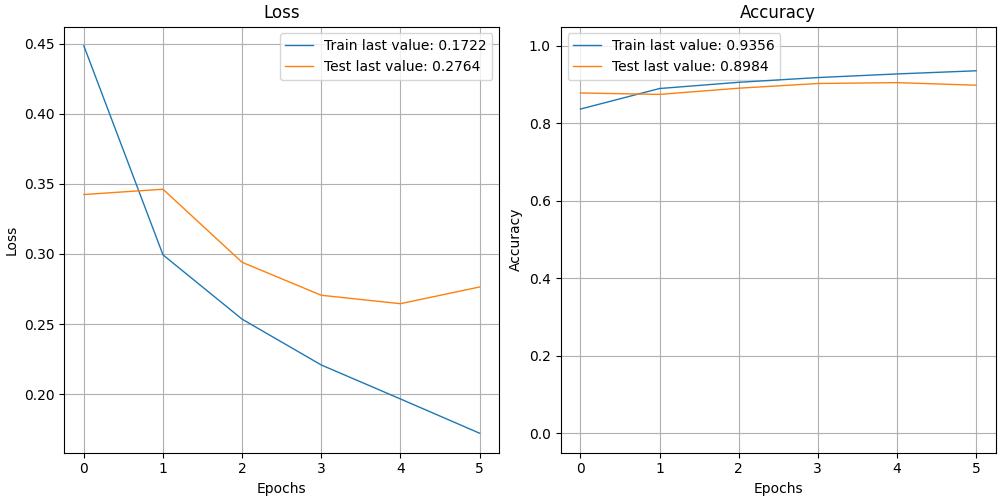 Loss
Train last value: 0.1722
Test last value: 0.2764
0.45
0.40
0.35
0.30
0.25
0.20
Loss
0 1 2 3 4 5
Epochs
Accuracy
Train last value: 0.9356
Test last value: 0.8984
1.0
0.8
0.6
0.4
0.2
0.0
Accuracy
0 1 2 3 4 5
Epochs